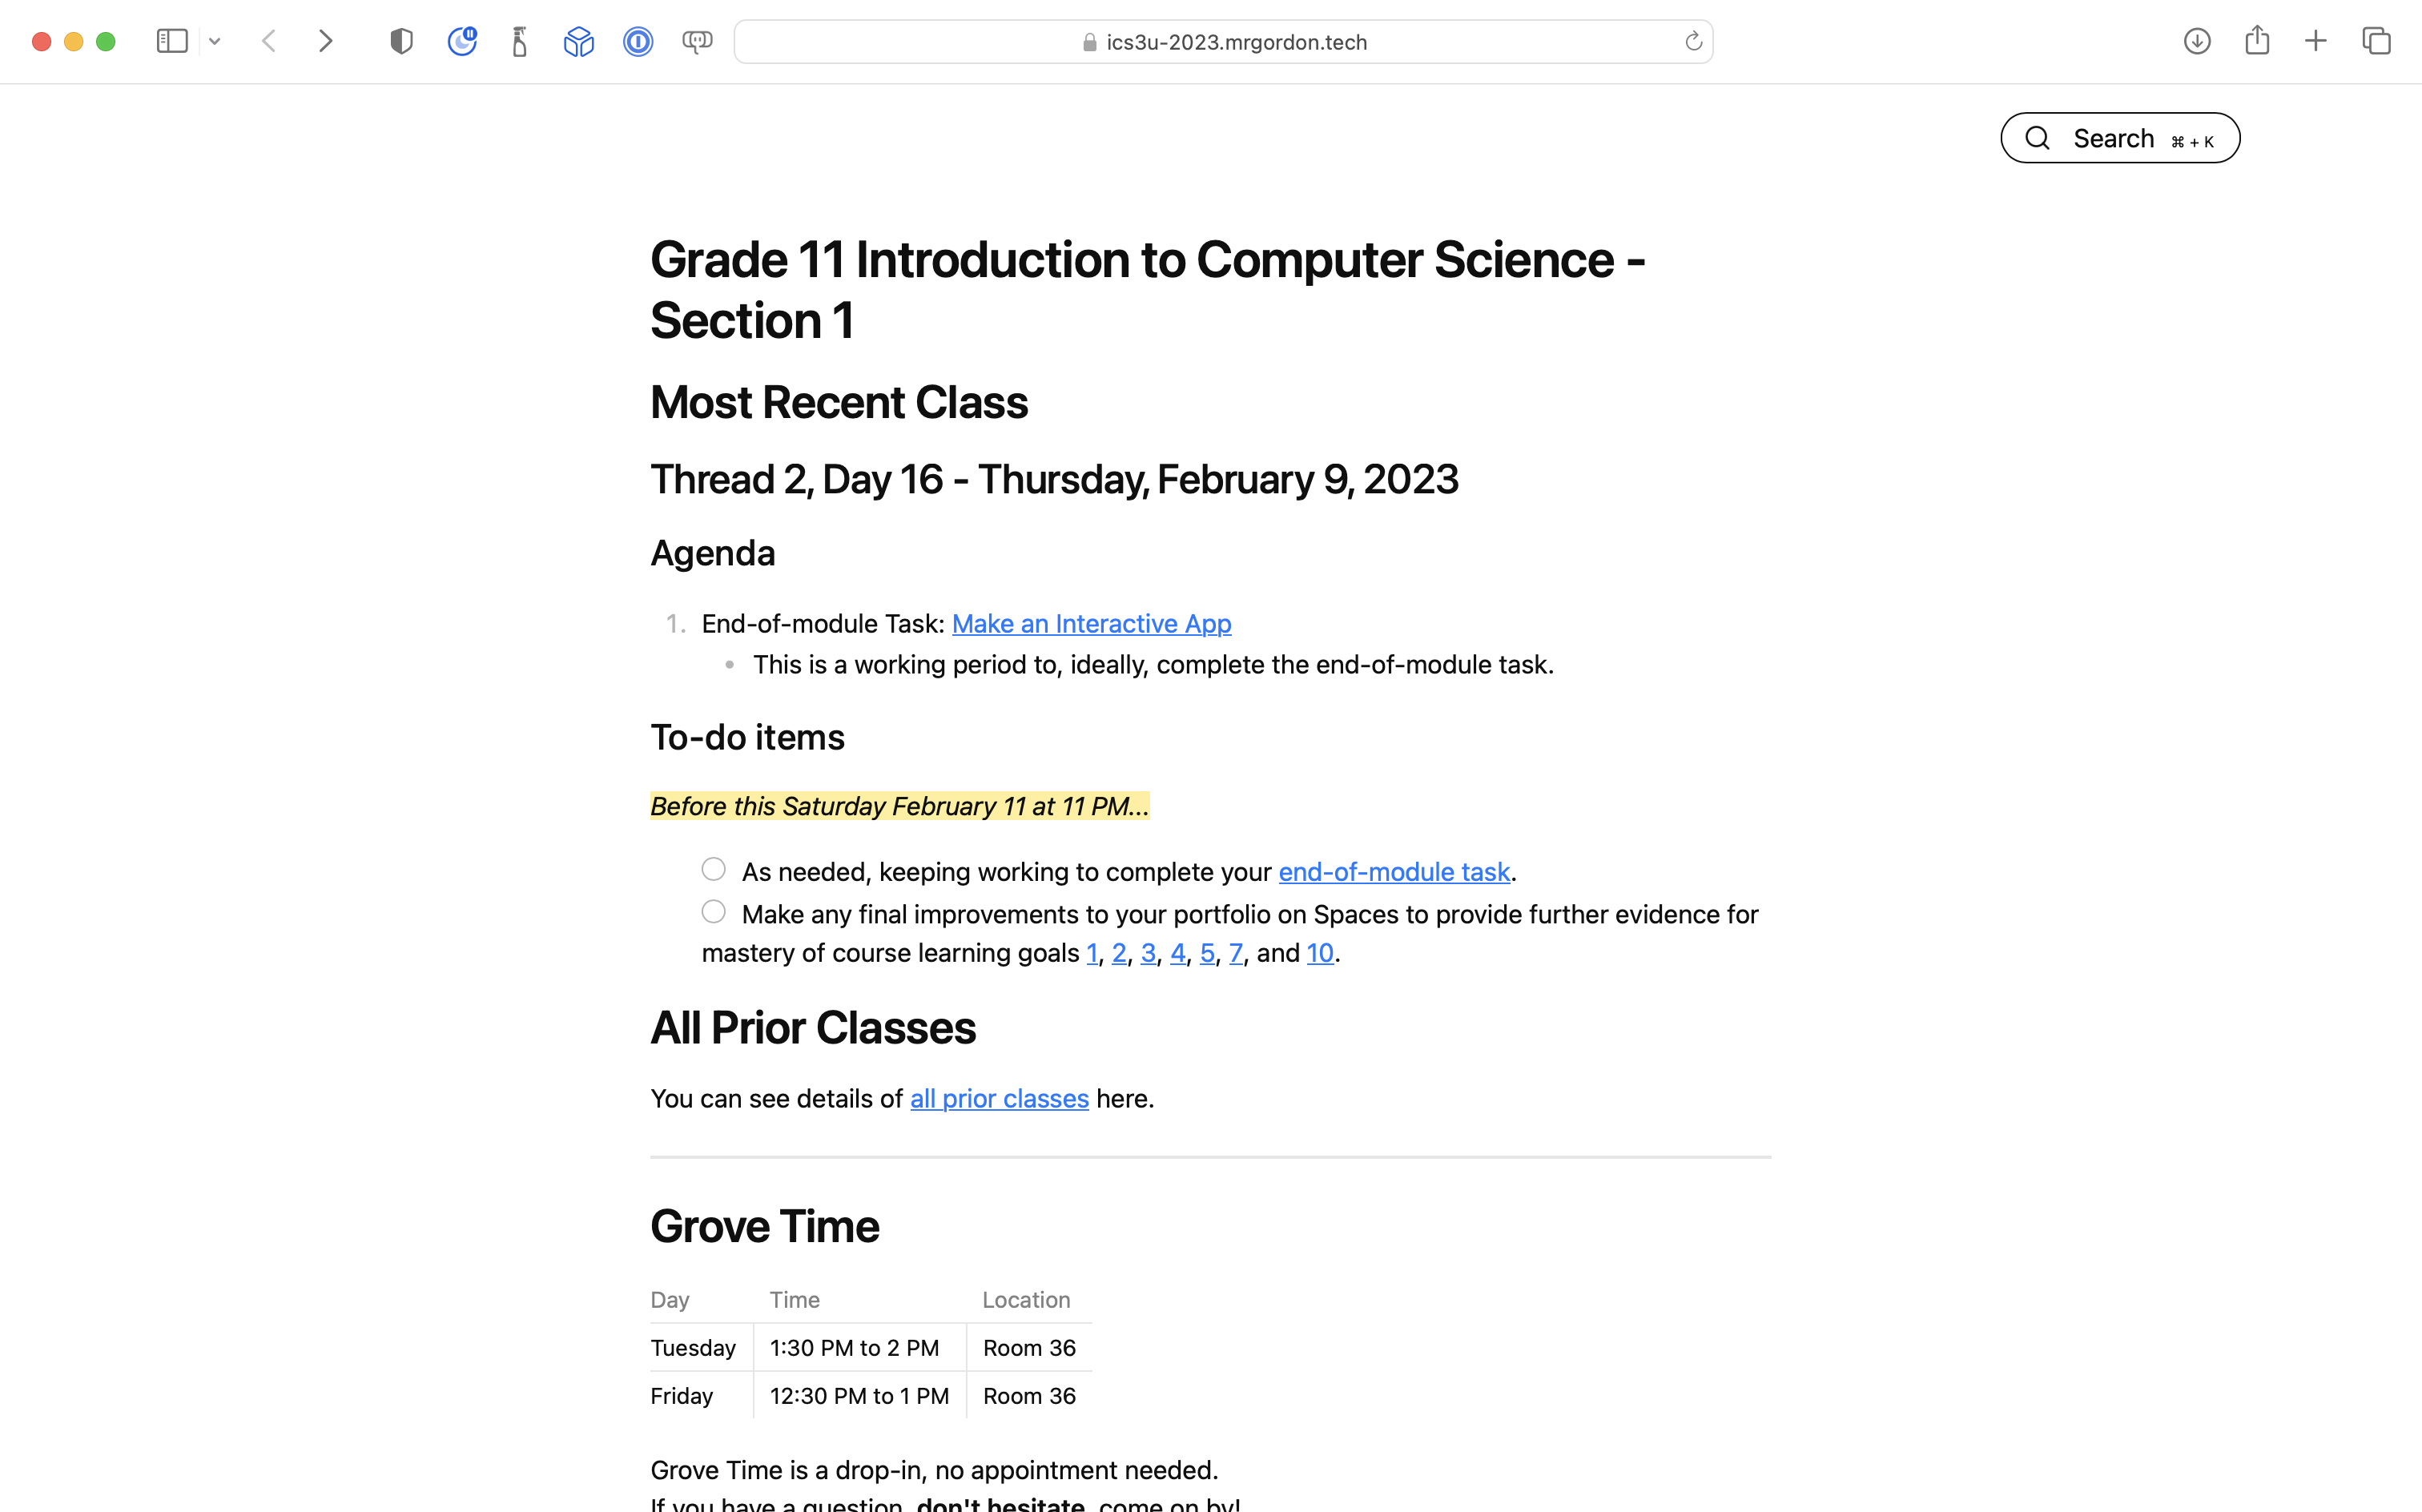 ics3u-2023.mrgordon.tech
Search ⌘ + K
Grade 11 Introduction to Computer Science -
Section 1
Most Recent Class
Thread 2, Day 16 - Thursday, February 9, 2023
Agenda
1. End-of-module Task: Make an Interactive App
• This is a working period to, ideally, complete the end-of-module task.
To-do items
Before this Saturday February 11 at 11 PM...
As needed, keeping working to complete your end-of-module task.
Make any final improvements to your portfolio on Spaces to provide further evidence for
mastery of course learning goals 1, 2, 3, 4, 5, 7, and 10.
All Prior Classes
You can see details of all prior classes here.
Grove Time
Day Time Location
Tuesday 1:30 PM to 2 PM Room 36
Friday 12:30 PM to 1 PM Room 36
Grove Time is a drop-in, no appointment needed.
If you have a question, don't hesitate, come on by!